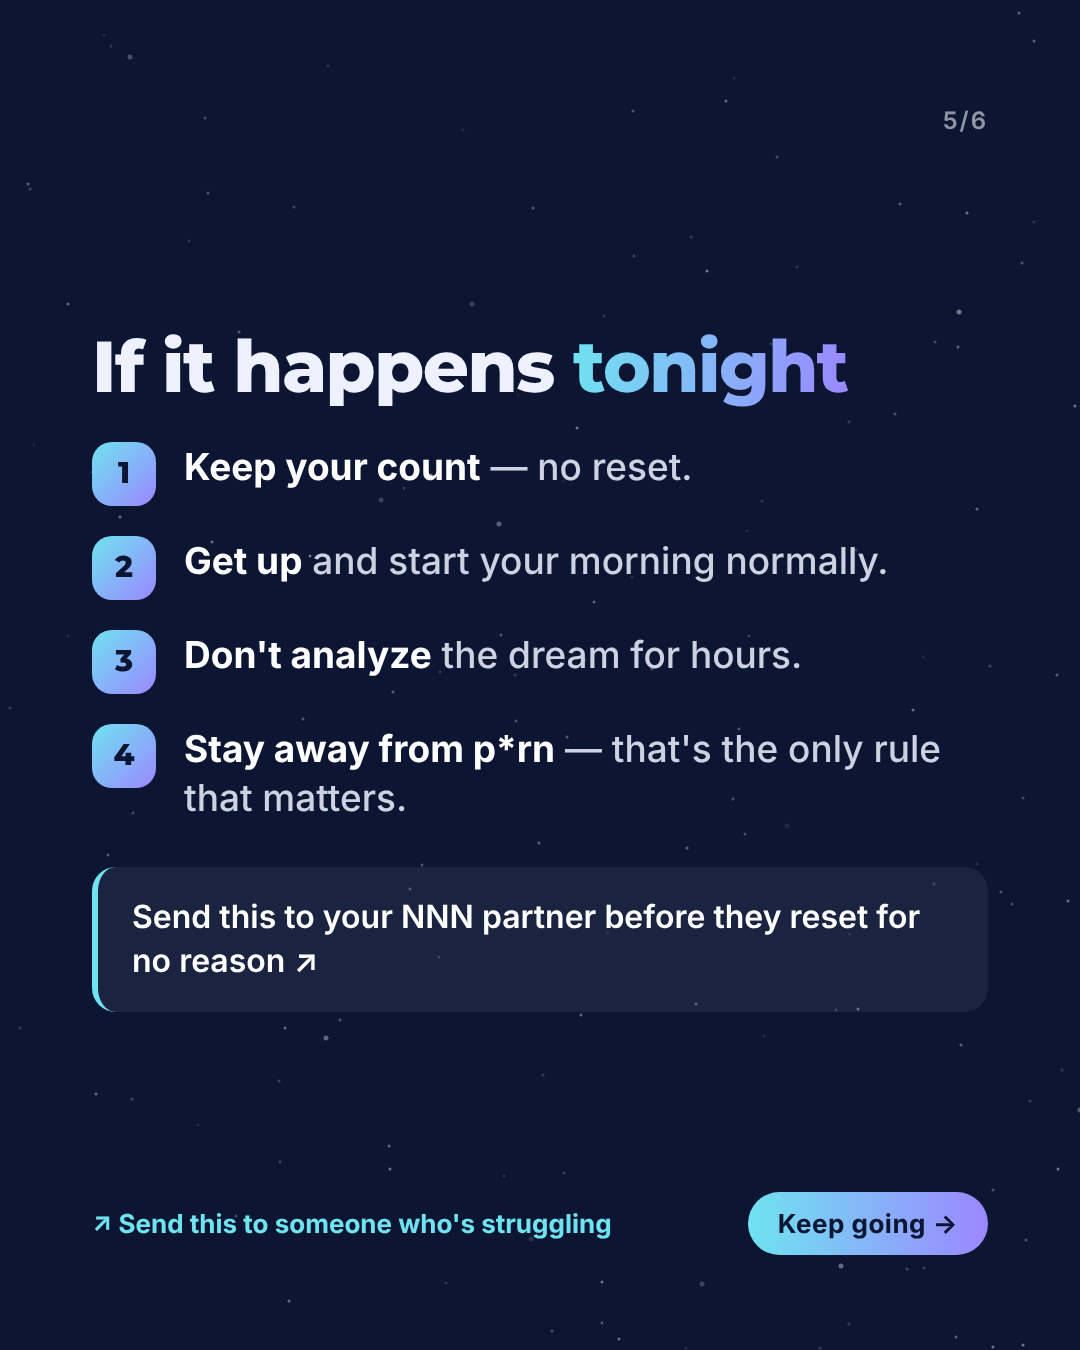 5/6
If it happens tonight
1 Keep your count — no reset.
2 Get up and start your morning normally.
3 Don't analyze the dream for hours.
4 Stay away from p*rn — that's the only rule
that matters.
Send this to your NNN partner before they reset for
no reason ↗
↗ Send this to someone who's struggling
Keep going →